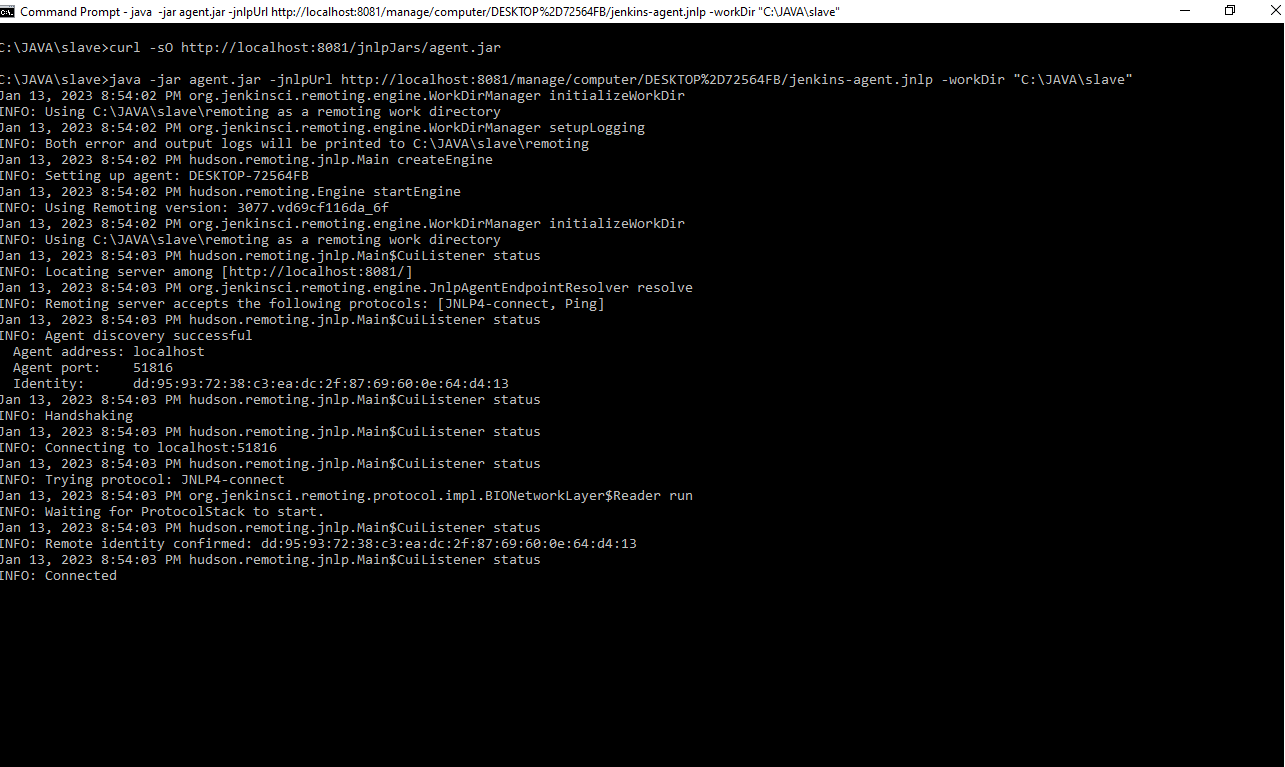 Command Prompt - java -jar agent.jar -jnlpUrl http://localhost:8081/manage/computer/DESKTOP%2D72564FB/jenkins-agent.jnlp -workDir "C:\JAVA\slave"
C:\JAVA\slave>curl -sO http://localhost:8081/jnlpJars/agent.jar
C:\JAVA\slave>java -jar agent.jar -jnlpUrl http://localhost:8081/manage/computer/DESKTOP%2D72564FB/jenkins-agent.jnlp -workDir "C:\JAVA\slave"
Jan 13, 2023 8:54:02 PM org.jenkinsci.remoting.engine.WorkDirManager initializeWorkDir
INFO: Using C:\JAVA\slave\remoting as a remoting work directory
Jan 13, 2023 8:54:02 PM org.jenkinsci.remoting.engine.WorkDirManager setupLogging
INFO: Both error and output logs will be printed to C:\JAVA\slave\remoting
Jan 13, 2023 8:54:02 PM hudson.remoting.jnlp.Main createEngine
INFO: Setting up agent: DESKTOP-72564FB
Jan 13, 2023 8:54:02 PM hudson.remoting.Engine startEngine
INFO: Using Remoting version: 3077.vd69cf116da_6f
Jan 13, 2023 8:54:02 PM org.jenkinsci.remoting.engine.WorkDirManager initializeWorkDir
INFO: Using C:\JAVA\slave\remoting as a remoting work directory
Jan 13, 2023 8:54:03 PM hudson.remoting.jnlp.Main$CuiListener status
INFO: Locating server among [http://localhost:8081/]
Jan 13, 2023 8:54:03 PM org.jenkinsci.remoting.engine.JnlpAgentEndpointResolver resolve
INFO: Remoting server accepts the following protocols: [JNLP4-connect, Ping]
Jan 13, 2023 8:54:03 PM hudson.remoting.jnlp.Main$CuiListener status
INFO: Agent discovery successful
Agent address: localhost
Agent port: 51816
Identity: dd:95:93:72:38:c3:ea:dc:2f:87:69:60:0e:64:d4:13
Jan 13, 2023 8:54:03 PM hudson.remoting.jnlp.Main$CuiListener status
INFO: Handshaking
Jan 13, 2023 8:54:03 PM hudson.remoting.jnlp.Main$CuiListener status
INFO: Connecting to localhost:51816
Jan 13, 2023 8:54:03 PM hudson.remoting.jnlp.Main$CuiListener status
INFO: Trying protocol: JNLP4-connect
Jan 13, 2023 8:54:03 PM org.jenkinsci.remoting.protocol.impl.BIONetworkLayer$Reader run
INFO: Waiting for ProtocolStack to start.
Jan 13, 2023 8:54:03 PM hudson.remoting.jnlp.Main$CuiListener status
INFO: Remote identity confirmed: dd:95:93:72:38:c3:ea:dc:2f:87:69:60:0e:64:d4:13
Jan 13, 2023 8:54:03 PM hudson.remoting.jnlp.Main$CuiListener status
INFO: Connected